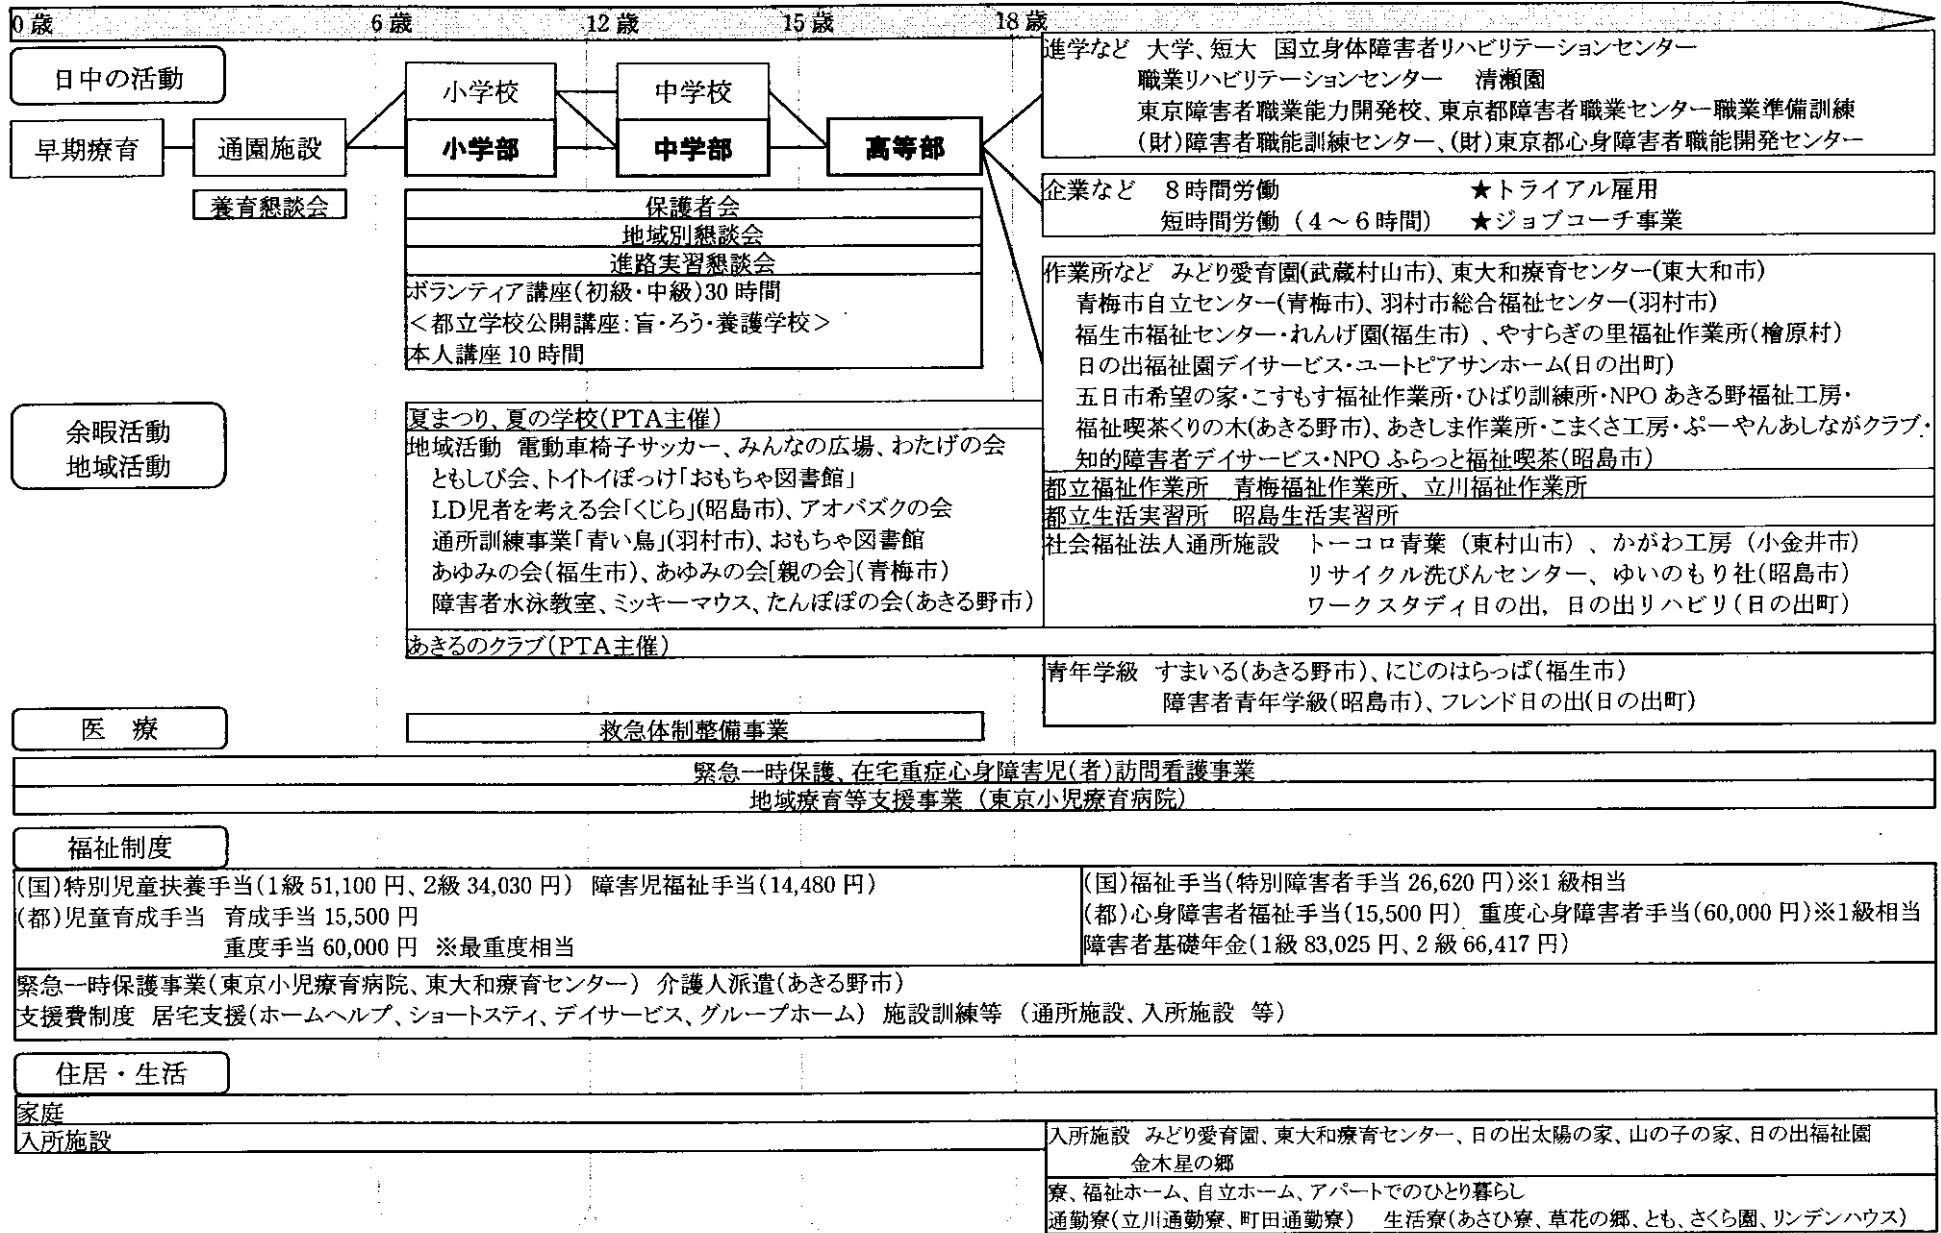 0歳 6歳 12歳 15歳 18歳
日中の活動
早期療育
通園施設
小学校
中学校
小学部
中学部
高等部
養育懇談会
保護者会
地域別懇談会
進路実習懇談会
ボランティア講座(初級・中級)30時間
<都立学校公開講座:盲・ろう・養護学校>
本人講座10時間
進学など 大学、短大 国立身体障害者リハビリテーションセンター
職業リハビリテーションセンター 清瀬園
東京障害者職業能力開発校、東京都障害者職業センター職業準備訓練
(財)障害者職能訓練センター、(財)東京都心身障害者職能開発センター
企業など 8時間労働 ★トライアル雇用
短時間労働(4~6時間) ★ジョブコーチ事業
作業所など みどり愛育園(武蔵村山市)、東大和療育センター(東大和市)
青梅市自立センター(青梅市)、羽村市総合福祉センター(羽村市)
福生市福祉センター・れんげ園(福生市)、やすらぎの里福祉作業所(檜原村)
日の出福祉園デイサービス・ユートピアサンホーム(日の出町)
五日市希望の家・こすもす福祉作業所・ひばり訓練所・NPOあきる野福祉工房・
福祉喫茶くりの木(あきる野市)、あきしま作業所・こまくさ工房・ぷーやんあしながクラブ・
知的障害者デイサービス・NPOふらっと福祉喫茶(昭島市)
都立福祉作業所 青梅福祉作業所、立川福祉作業所
都立生活実習所 昭島生活実習所
社会福祉法人通所施設 トーコロ青葉(東村山市)、かがわ工房(小金井市)
リサイクル洗びんセンター、ゆいのもり社(昭島市)
ワークスタディ日の出,日の出リハビリ(日の出町)
余暇活動
地域活動
夏まつり、夏の学校(PTA主催)
地域活動 電動車椅子サッカー、みんなの広場、わたげの会
ともしび会、トイトイぽっけ「おもちゃ図書館」
LD児者を考える会「くじら」(昭島市)、アオバズクの会
通所訓練事業「青い鳥」(羽村市)、おもちゃ図書館
あゆみの会(福生市)、あゆみの会[親の会](青梅市)
障害者水泳教室、ミッキーマウス、たんぽぽの会(あきる野市)
あきるのクラブ(PTA主催)
青年学級 すまいる(あきる野市)、にじのはらっぱ(福生市)
障害者青年学級(昭島市)、フレンド日の出(日の出町)
医 療
救急体制整備事業
緊急一時保護、在宅重症心身障害児(者)訪問看護事業
地域療育等支援事業(東京小児療育病院)
福祉制度
(国)特別児童扶養手当(1級51,100円、2級34,030円) 障害児福祉手当(14,480円)
(都)児童育成手当 育成手当15,500円
重度手当60,000円 ※最重度相当
(国)福祉手当(特別障害者手当26,620円)※1級相当
(都)心身障害者福祉手当(15,500円) 重度心身障害者手当(60,000円)※1級相当
障害者基礎年金(1級83,025円、2級66,417円)
緊急一時保護事業(東京小児療育病院、東大和療育センター) 介護人派遣(あきる野市)
支援費制度 居宅支援(ホームヘルプ、ショートスティ、デイサービス、グループホーム) 施設訓練等 (通所施設、入所施設 等)
住居・生活
家庭
入所施設
入所施設 みどり愛育園、東大和療育センター、日の出太陽の家、山の子の家、日の出福祉園
金木星の郷
寮、福祉ホーム、自立ホーム、アパートでのひとり暮らし
通勤寮(立川通勤寮、町田通勤寮) 生活寮(あさひ寮、草花の郷、とも、さくら園、リンデンハウス)